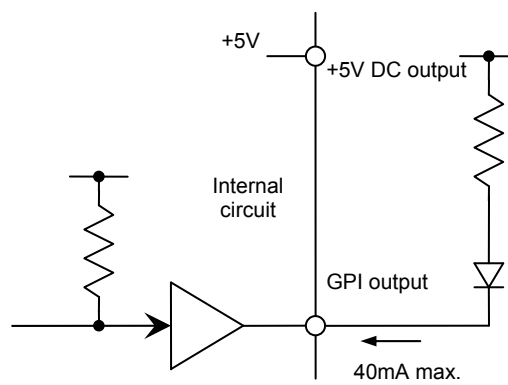 +5V
+5V DC output
Internal
circuit
GPI output
40mA max.